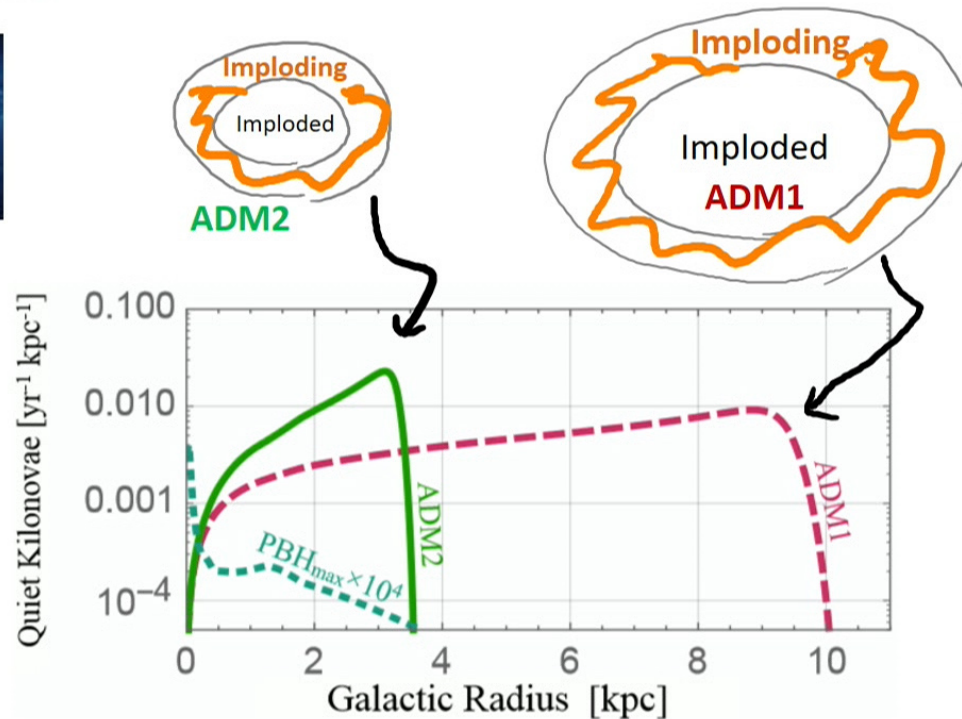 Imploding
Imploded
ADM2
Imploding
Imploded
ADM1
Quiet Kilonovae [yr⁻¹ kpc⁻¹]
0.100
0.010
0.001
10⁻⁴
ADM2
ADM1
PBHmax×10⁴
0 2 4 6 8 10
Galactic Radius [kpc]